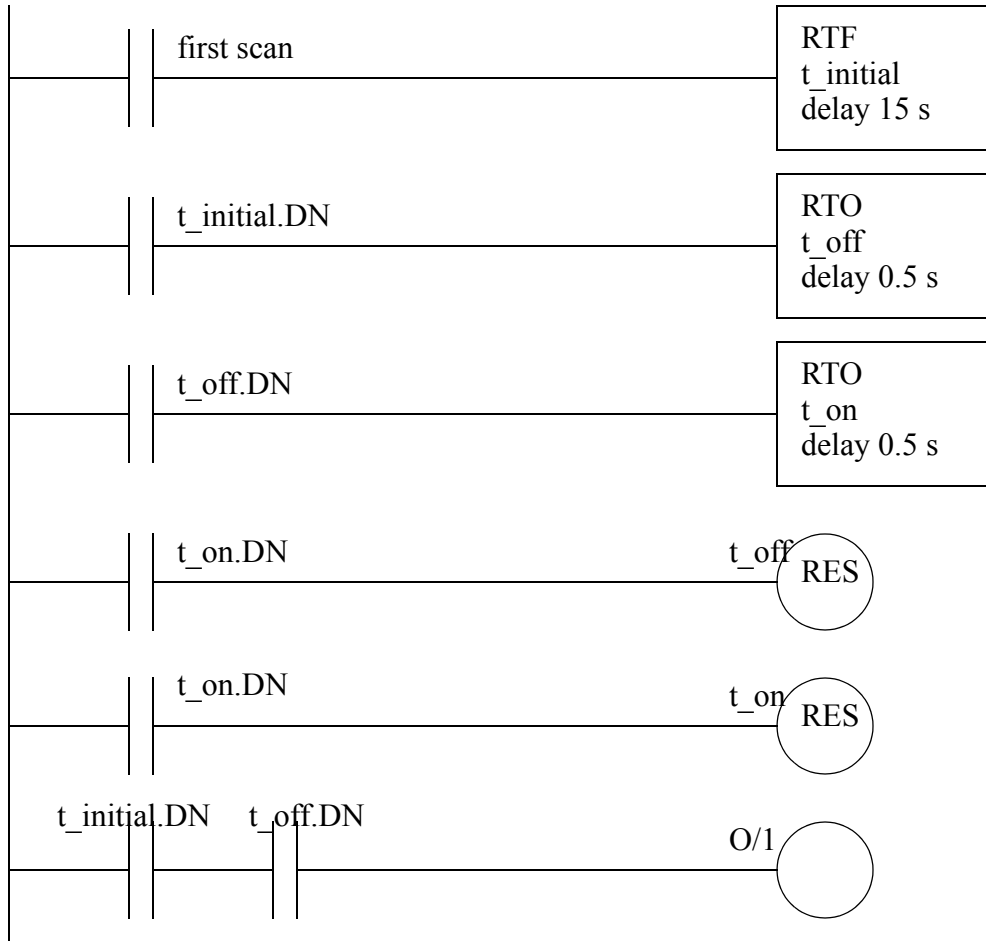 first scan
RTF
t_initial
delay 15 s
t_initial.DN
RTO
t_off
delay 0.5 s
t_off.DN
RTO
t_on
delay 0.5 s
t_on.DN
t_off
RES
t_on.DN
t_on
RES
t_initial.DN
t_off.DN
O/1